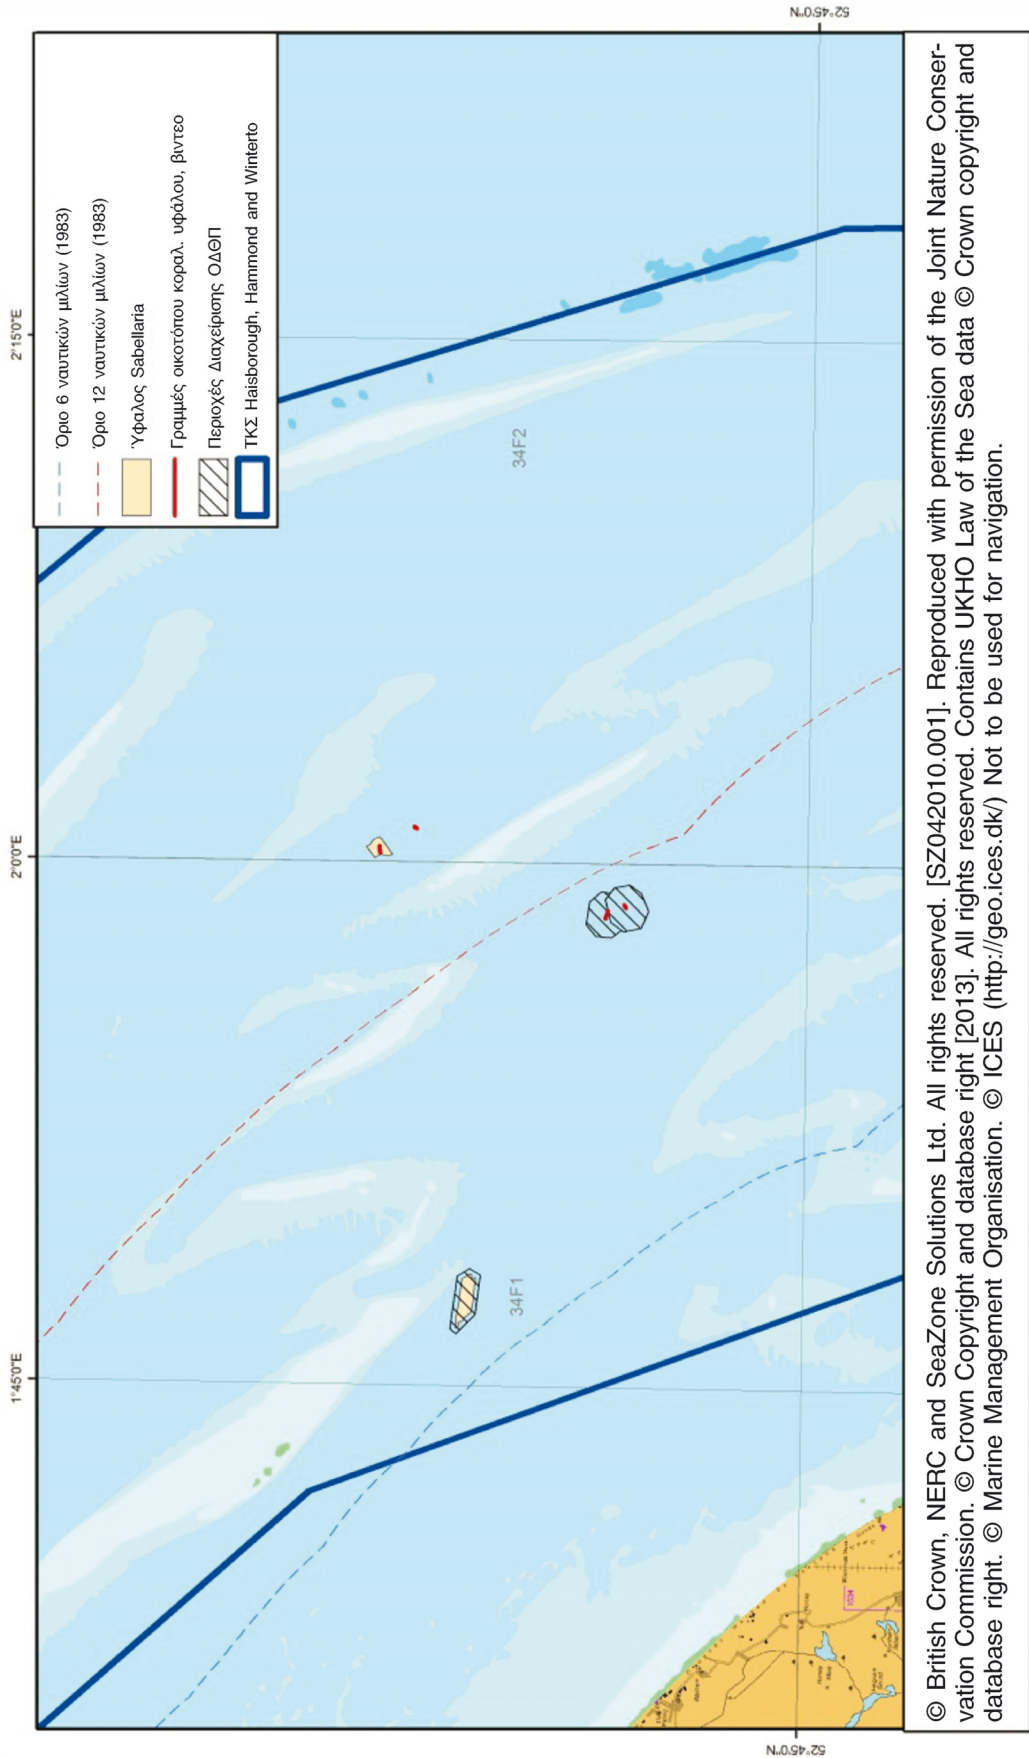 2°15'0"E
2°0'0"E
1°45'0"E
52°45'0"N
52°45'0"N
Όριο 6 ναυτικών μιλίων (1983)
Όριο 12 ναυτικών μιλίων (1983)
Ύφαλος Sabellaria
Γραμμές οικοτόπου κοραλ. υφάλου, βιντεο
Περιοχές Διαχείρισης ΟΔΘΠ
ΤΚΣ Haisborough, Hammond and Winterto
34F1
34F2
1534
© British Crown, NERC and SeaZone Solutions Ltd. All rights reserved. [SZ042010.001]. Reproduced with permission of the Joint Nature Conser-
vation Commission. © Crown Copyright and database right [2013]. All rights reserved. Contains UKHO Law of the Sea data © Crown copyright and
database right. © Marine Management Organisation. © ICES (http://geo.ices.dk/) Not to be used for navigation.